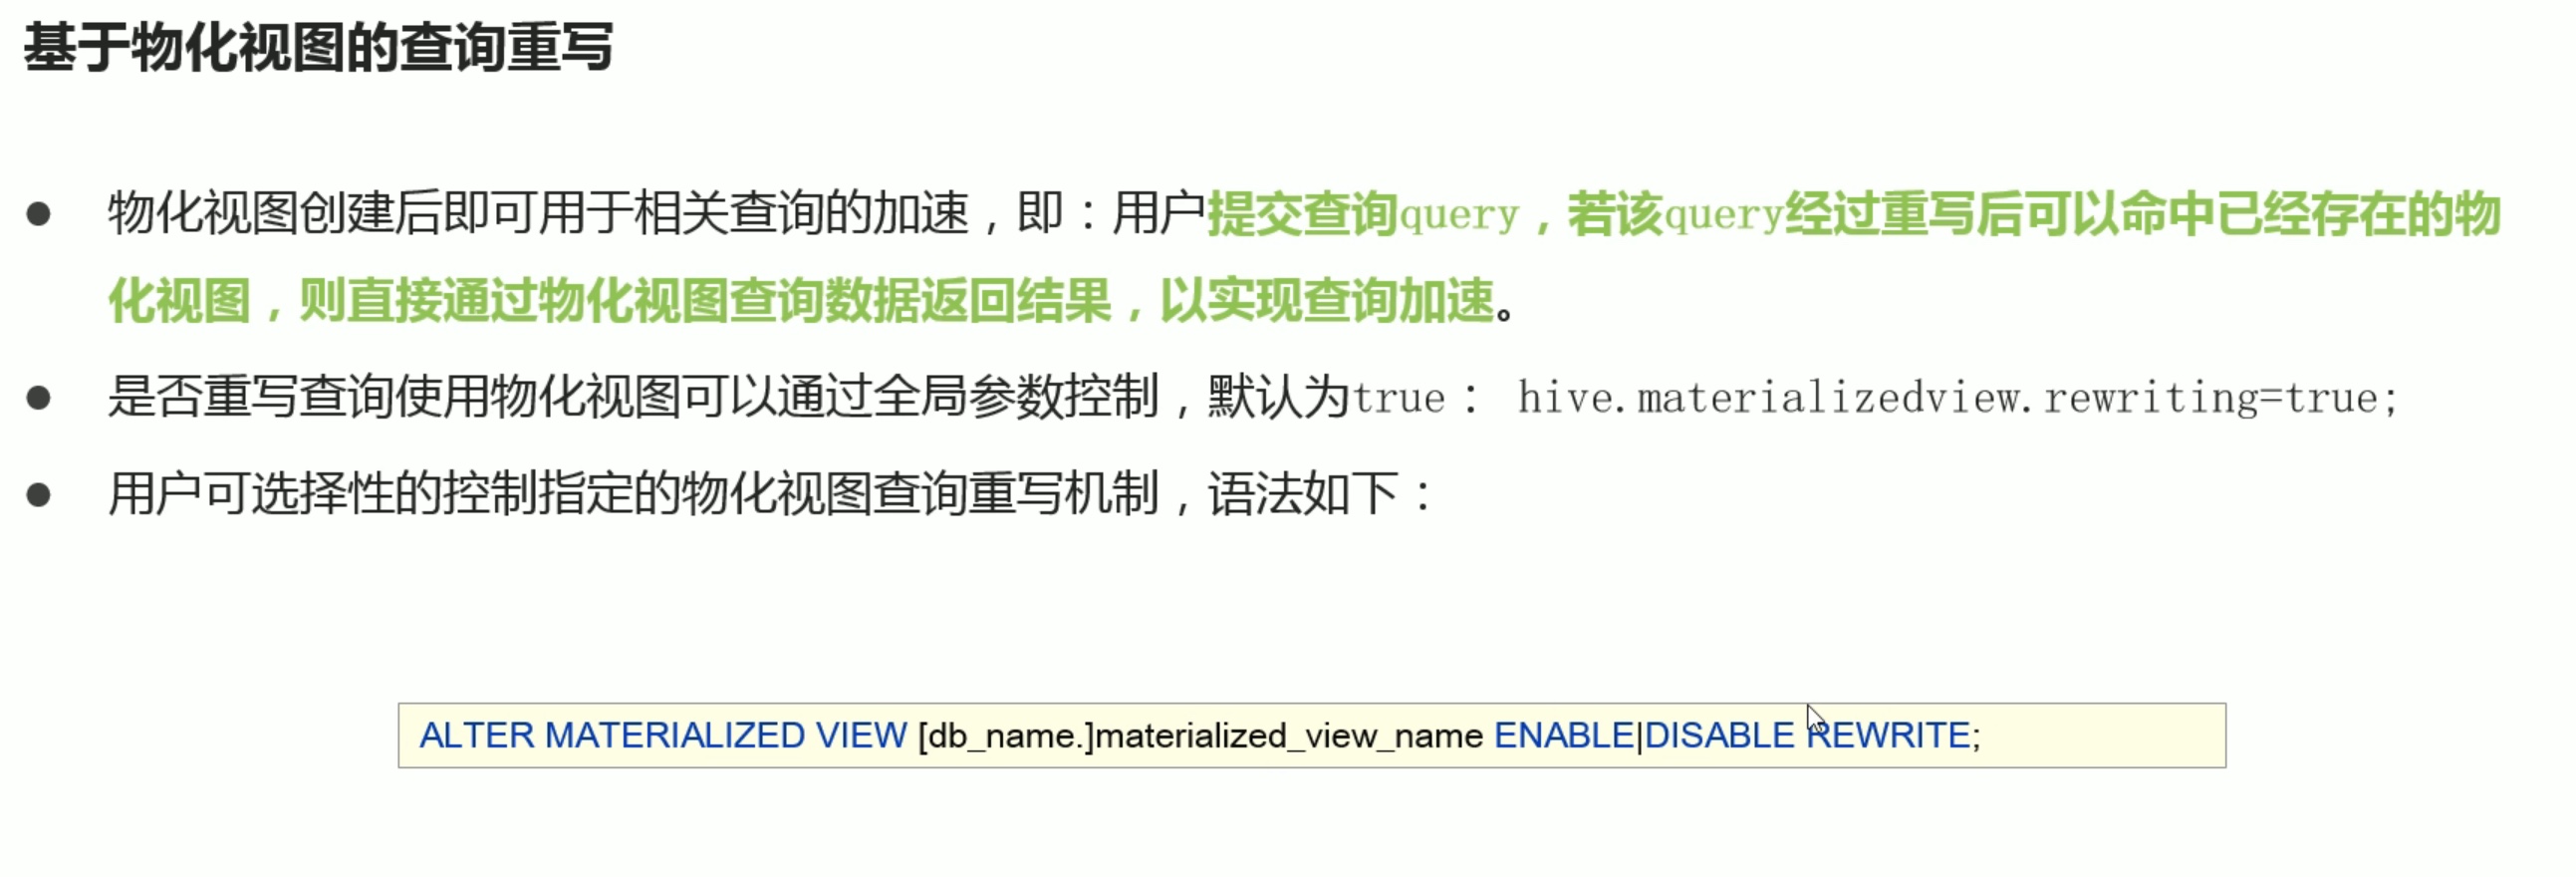 基于物化视图的查询重写
● 物化视图创建后即可用于相关查询的加速，即：用户提交查询query，若该query经过重写后可以命中已经存在的物
化视图，则直接通过物化视图查询数据返回结果，以实现查询加速。
● 是否重写查询使用物化视图可以通过全局参数控制，默认为true： hive.materializedview.rewriting=true;
● 用户可选择性的控制指定的物化视图查询重写机制，语法如下：
ALTER MATERIALIZED VIEW [db_name.]materialized_view_name ENABLE|DISABLE REWRITE;